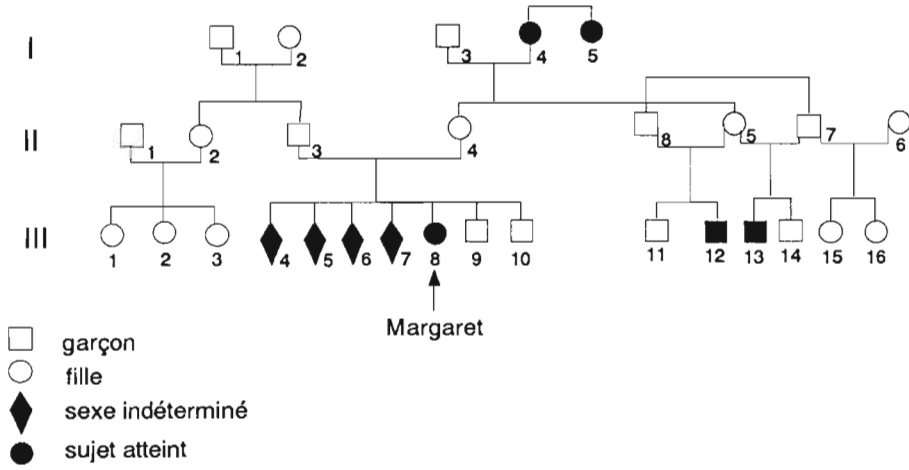 I
1 2 3 4 5
II
1 2 3 4 8 5 7 6
III
1 2 3 4 5 6 7 8 9 10 11 12 13 14 15 16
Margaret
garçon
fille
sexe indéterminé
sujet atteint